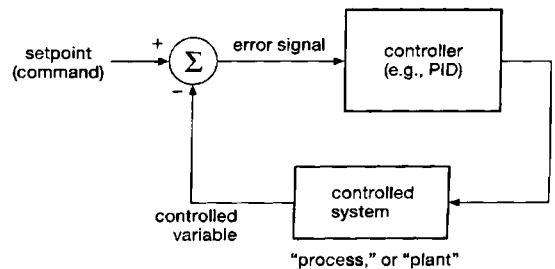 setpoint
(command)
+
Σ
−
error signal
controller
(e.g., PID)
controlled
system
controlled
variable
"process," or "plant"